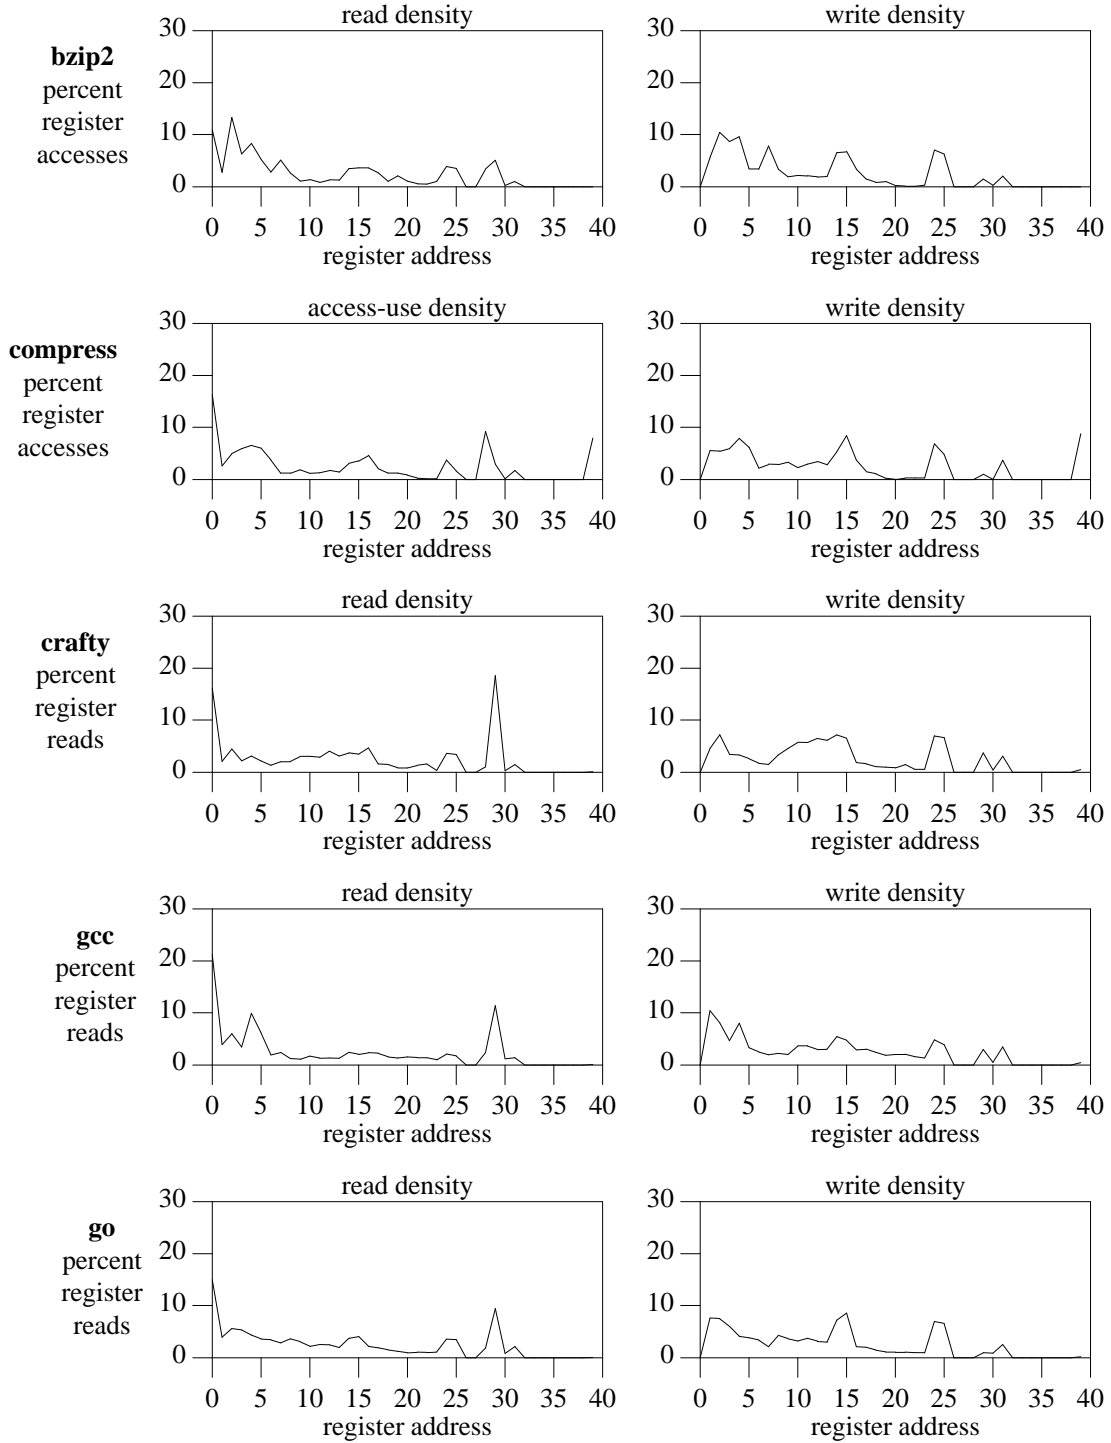 read density
write density
bzip2
percent
register
accesses
30
20
10
0
0 5 10 15 20 25 30 35 40
register address
30
20
10
0
0 5 10 15 20 25 30 35 40
register address
access-use density
write density
compress
percent
register
accesses
30
20
10
0
0 5 10 15 20 25 30 35 40
register address
30
20
10
0
0 5 10 15 20 25 30 35 40
register address
read density
write density
crafty
percent
register
reads
30
20
10
0
0 5 10 15 20 25 30 35 40
register address
30
20
10
0
0 5 10 15 20 25 30 35 40
register address
read density
write density
gcc
percent
register
reads
30
20
10
0
0 5 10 15 20 25 30 35 40
register address
30
20
10
0
0 5 10 15 20 25 30 35 40
register address
read density
write density
go
percent
register
reads
30
20
10
0
0 5 10 15 20 25 30 35 40
register address
30
20
10
0
0 5 10 15 20 25 30 35 40
register address